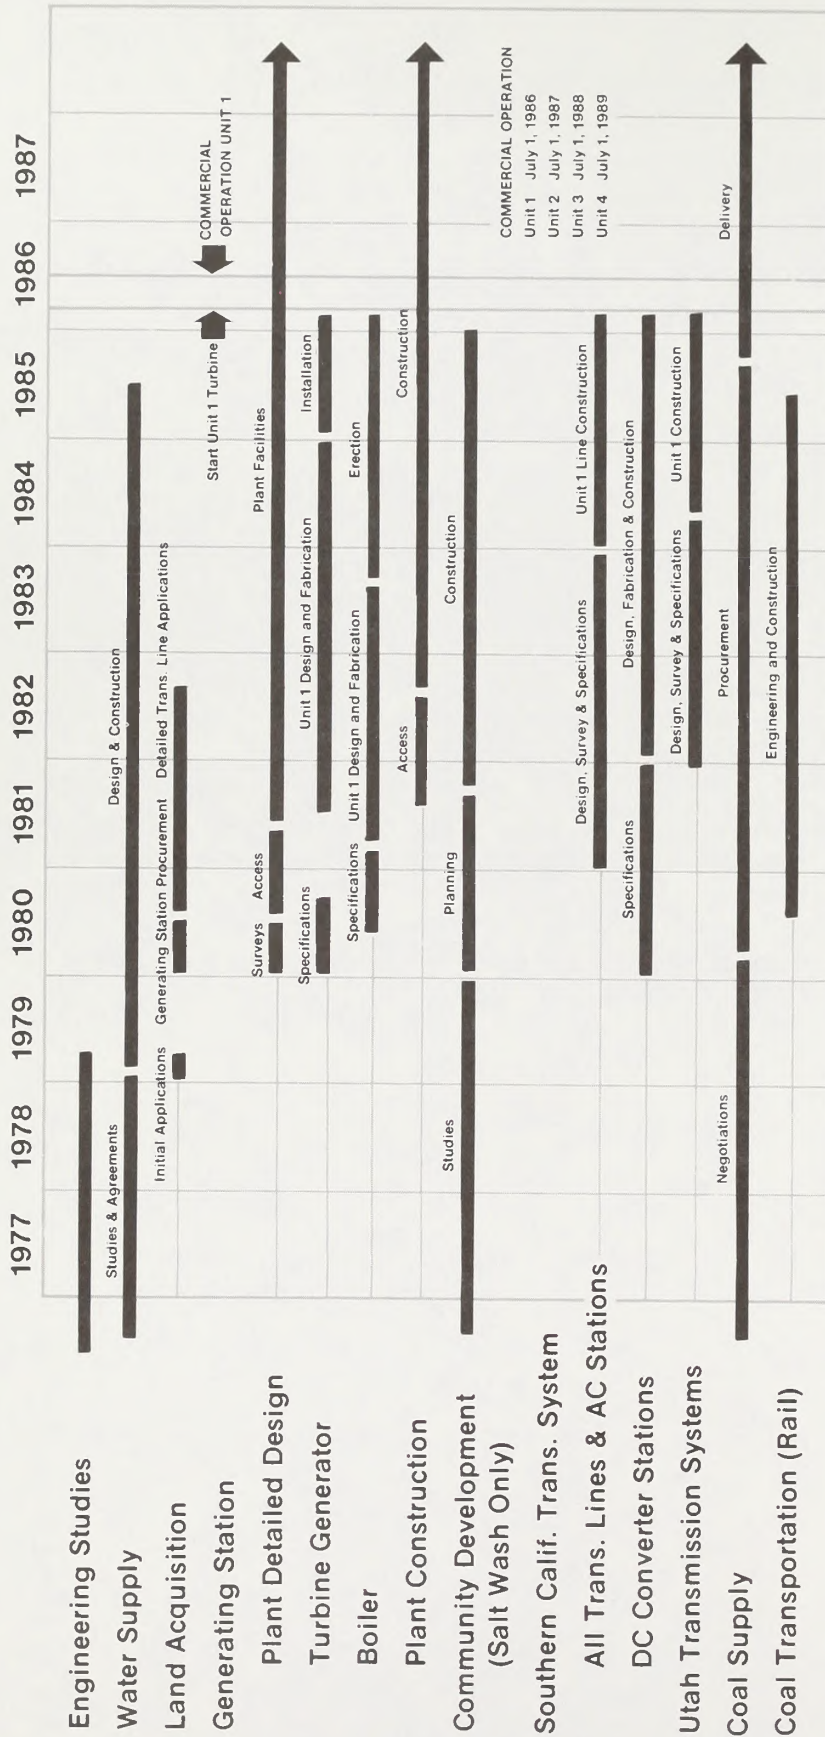 1977 1978 1979 1980 1981 1982 1983 1984 1985 1986 1987
Engineering Studies
Water Supply
Studies & Agreements
Design & Construction
Land Acquisition
Initial Applications
Generating Station Procurement
Detailed Trans. Line Applications
Generating Station
Start Unit 1 Turbine
COMMERCIAL
OPERATION UNIT 1
Plant Detailed Design
Surveys
Access
Plant Facilities
Turbine Generator
Specifications
Unit 1 Design and Fabrication
Installation
Boiler
Specifications
Unit 1 Design and Fabrication
Erection
Plant Construction
Access
Construction
Community Development
(Salt Wash Only)
Studies
Planning
Construction
COMMERCIAL OPERATION
Unit 1 July 1, 1986
Unit 2 July 1, 1987
Unit 3 July 1, 1988
Unit 4 July 1, 1989
Southern Calif. Trans. System
All Trans. Lines & AC Stations
Design, Survey & Specifications
Unit 1 Line Construction
DC Converter Stations
Specifications
Design, Fabrication & Construction
Utah Transmission Systems
Design, Survey & Specifications
Unit 1 Construction
Coal Supply
Negotiations
Procurement
Delivery
Coal Transportation (Rail)
Engineering and Construction